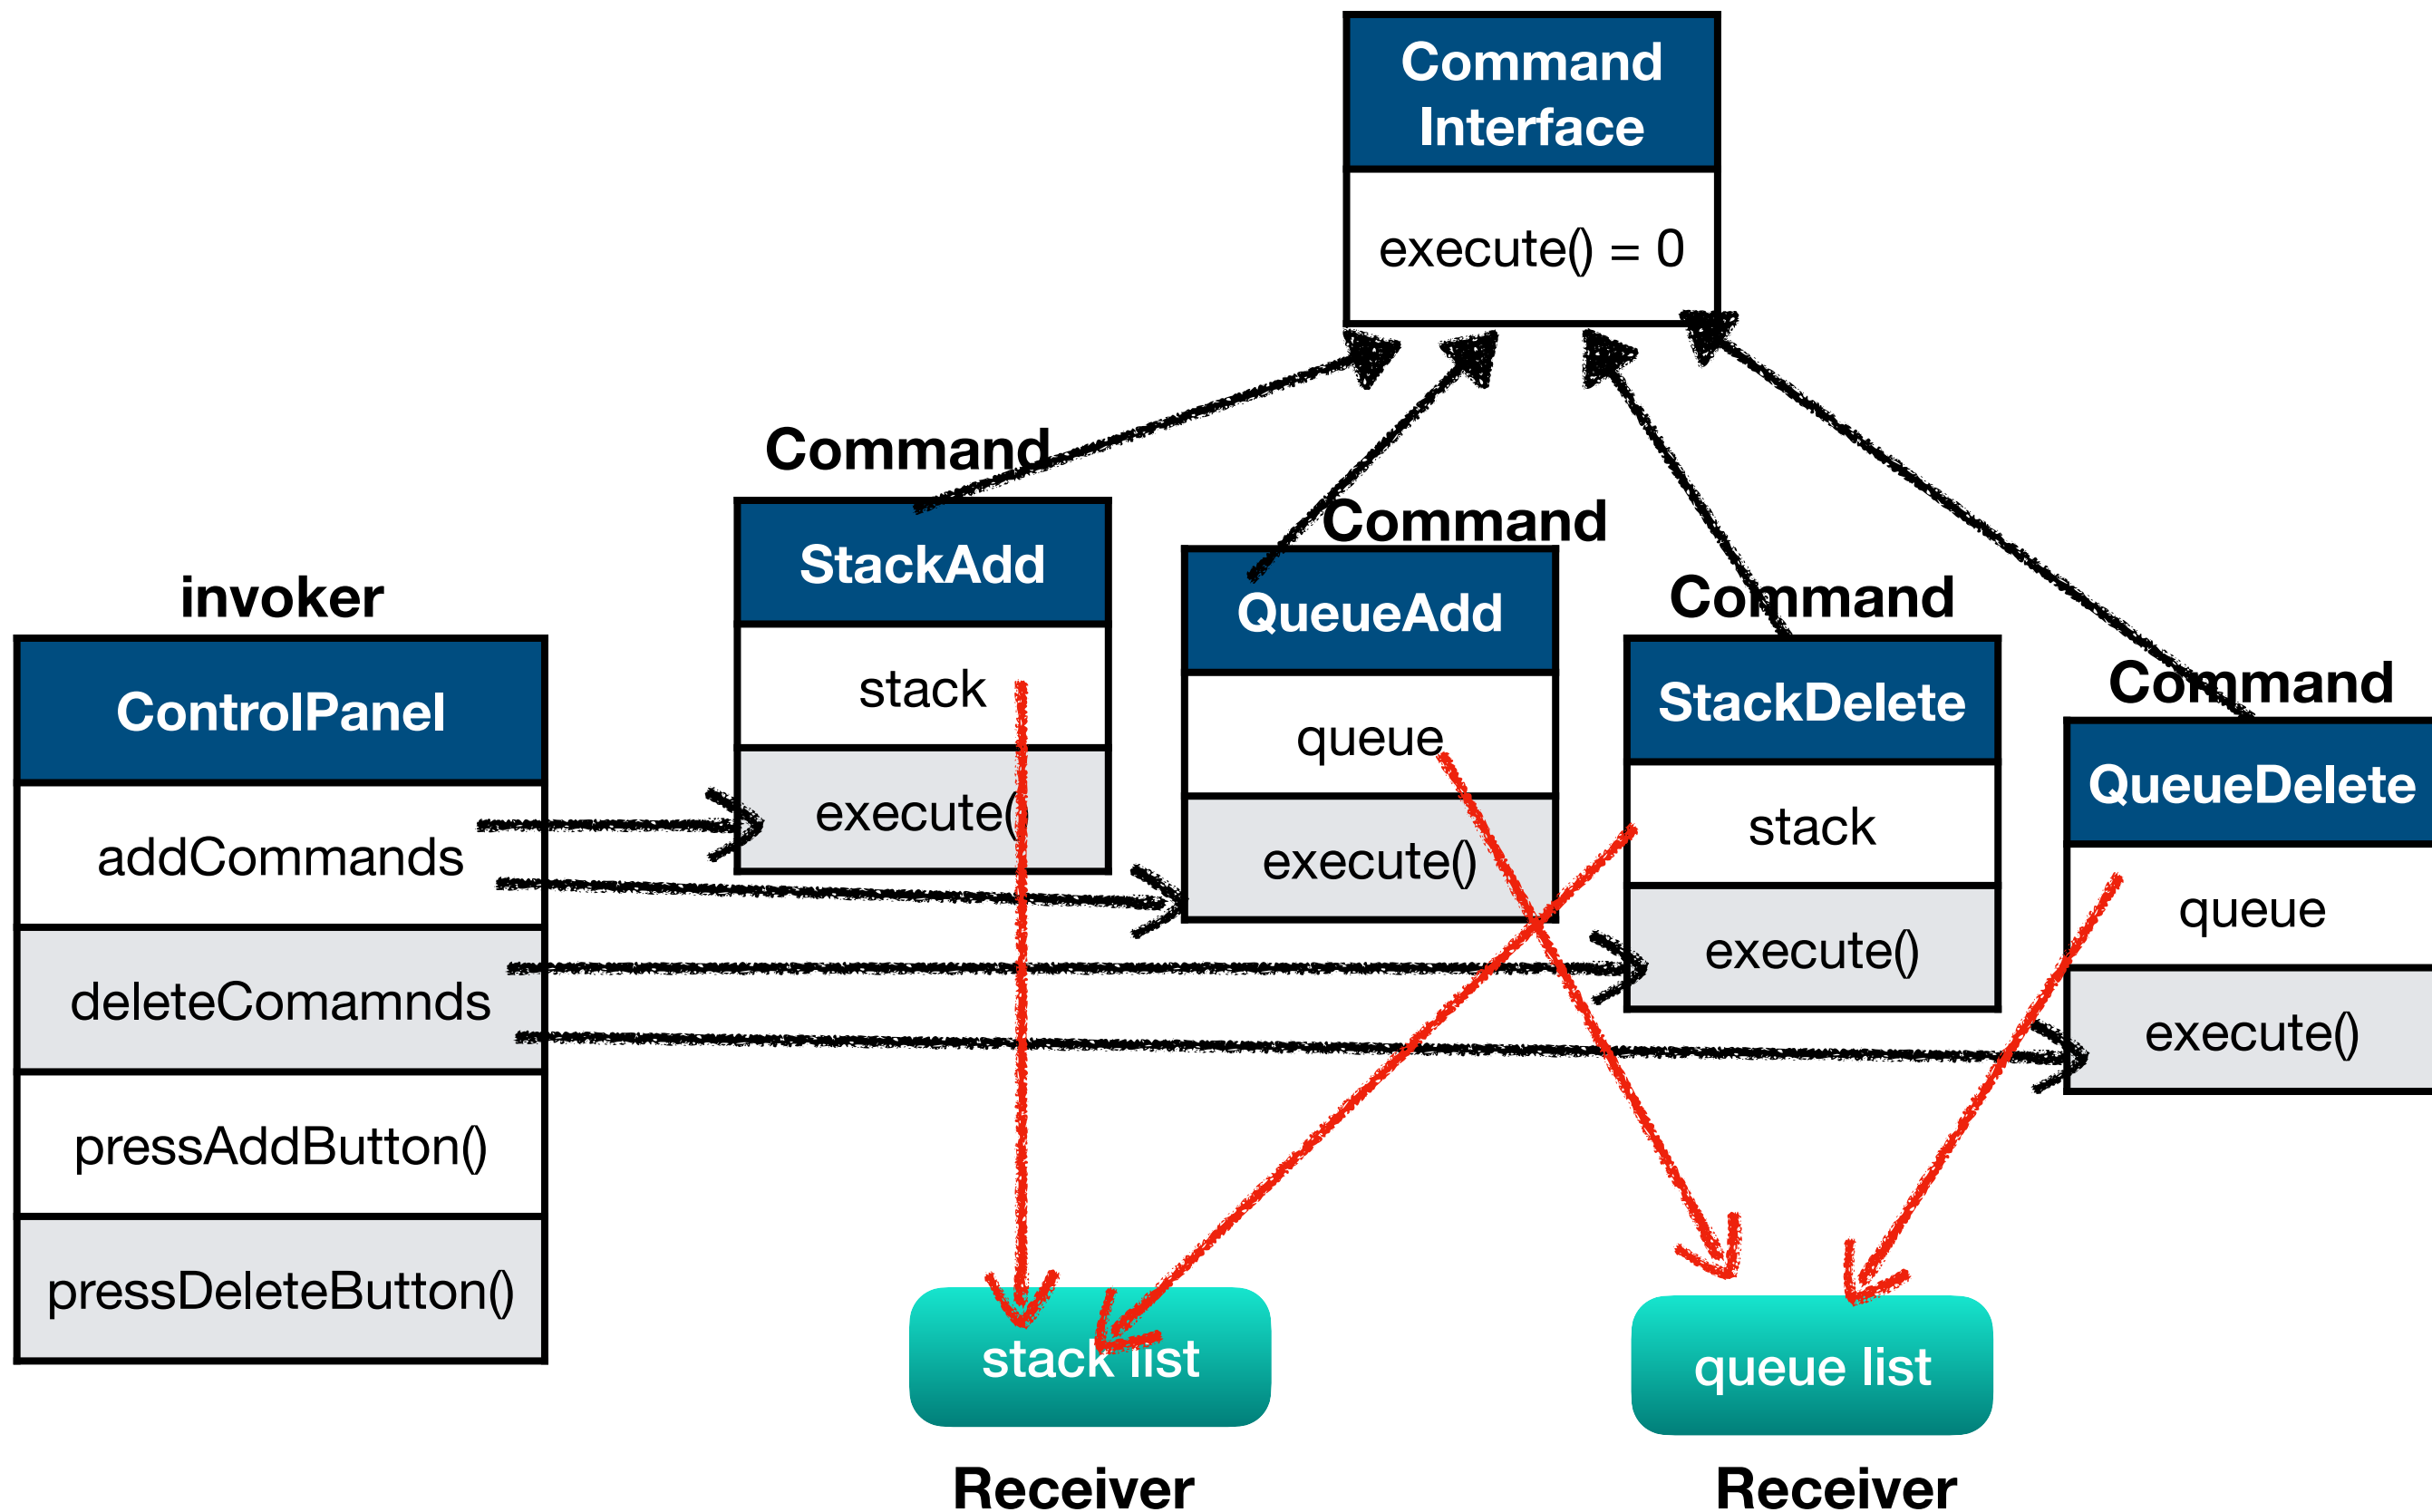 Command
Interface
execute() = 0
Command
StackAdd
stack
execute()
Command
QueueAdd
queue
execute()
Command
StackDelete
stack
execute()
Command
QueueDelete
queue
execute()
invoker
ControlPanel
addCommands
deleteComamnds
pressAddButton()
pressDeleteButton()
stack list
Receiver
queue list
Receiver